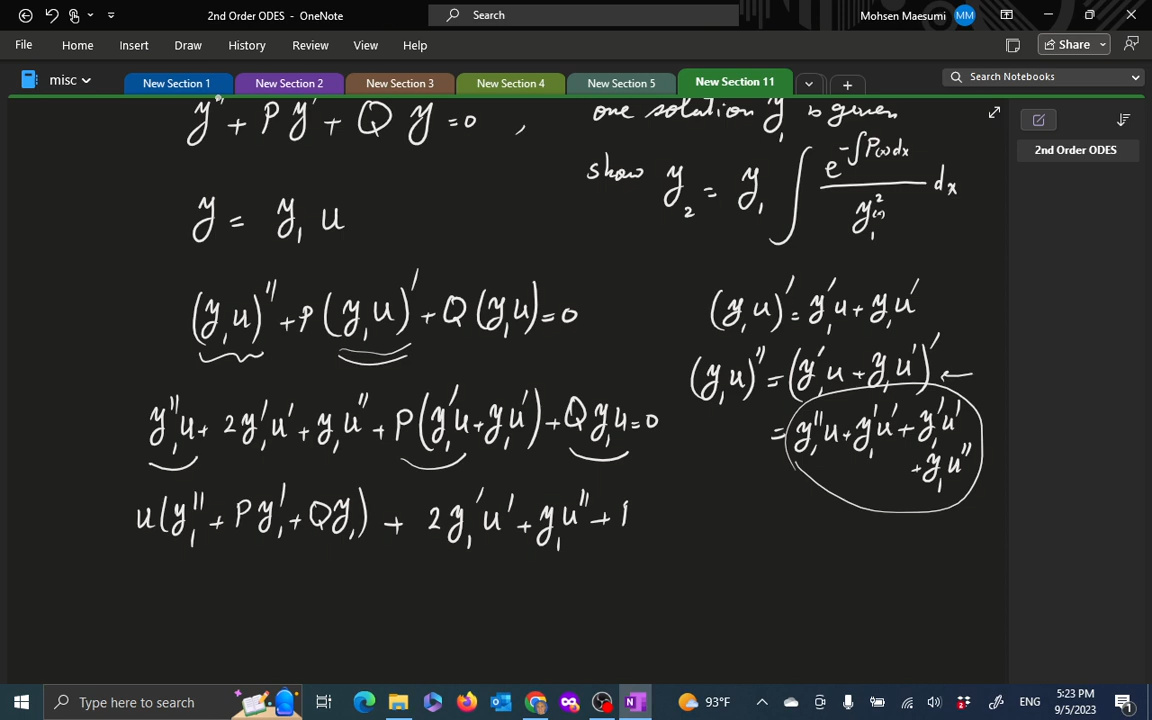 2nd Order ODES - OneNote
Search
Mohsen Maesumi MM
File Home Insert Draw History Review View Help
Share
misc
New Section 1 New Section 2 New Section 3 New Section 4 New Section 5 New Section 11
Search Notebooks
2nd Order ODES
y'' + P y' + Q y = 0 , one solution y₁ is given
show y₂ = y₁ ∫ e^(-∫P(x)dx) / y₁²(x) dx
y = y₁ u
(y₁u)'' + P(y₁u)' + Q(y₁u) = 0
(y₁u)' = y₁'u + y₁u'
(y₁u)'' = (y₁'u + y₁u')' ←
= y₁''u + y₁'u' + y₁'u' + y₁u''
y₁''u + 2y₁'u' + y₁u'' + P(y₁'u + y₁u') + Qy₁u = 0
u(y₁'' + Py₁' + Qy₁) + 2y₁'u' + y₁u'' + 
Type here to search
93°F
ENG
5:23 PM
9/5/2023
1